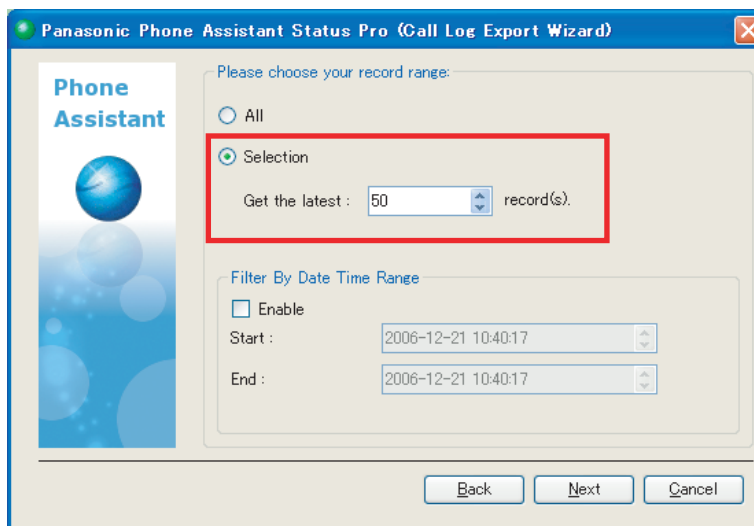 Panasonic Phone Assistant Status Pro (Call Log Export Wizard)
Phone
Assistant
Please choose your record range:
All
Selection
Get the latest : 50 record(s).
Filter By Date Time Range
Enable
Start : 2006-12-21 10:40:17
End : 2006-12-21 10:40:17
Back Next Cancel